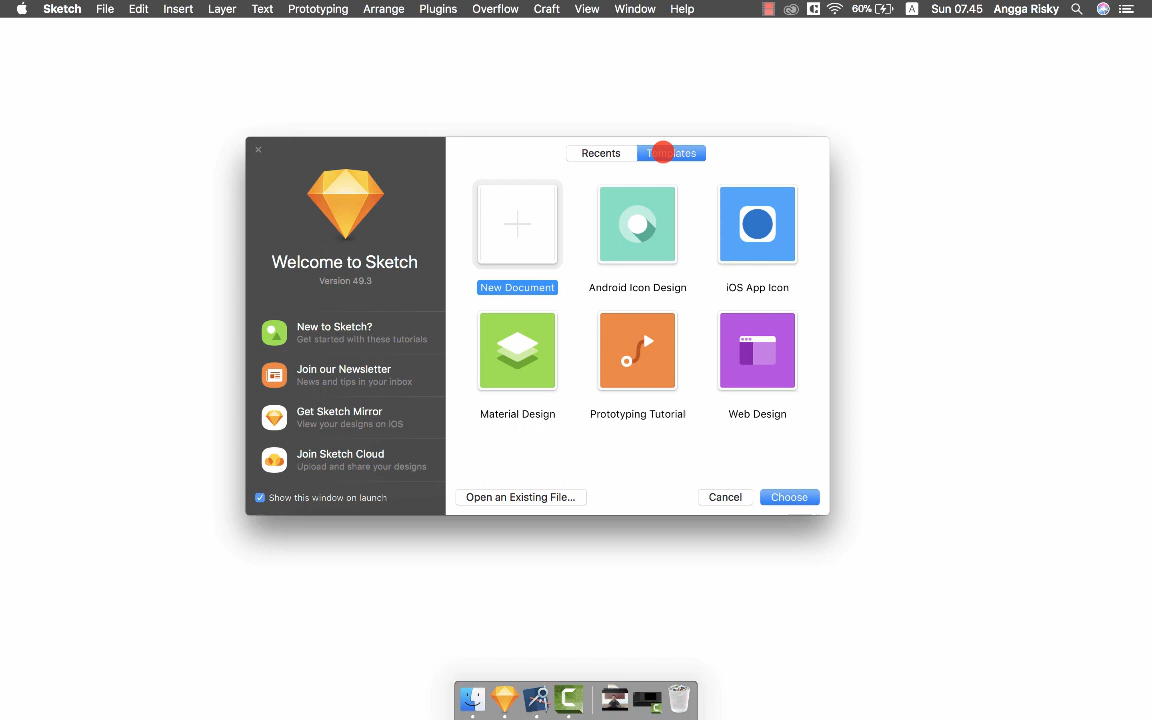 Sketch File Edit Insert Layer Text Prototyping Arrange Plugins Overflow Craft View Window Help 60% A Sun 07.45 Angga Risky
Recents Templates
Welcome to Sketch
Version 49.3
New to Sketch?
Get started with these tutorials
Join our Newsletter
News and tips in your inbox
Get Sketch Mirror
View your designs on iOS
Join Sketch Cloud
Upload and share your designs
Show this window on launch
New Document Android Icon Design iOS App Icon
Material Design Prototyping Tutorial Web Design
Open an Existing File... Cancel Choose